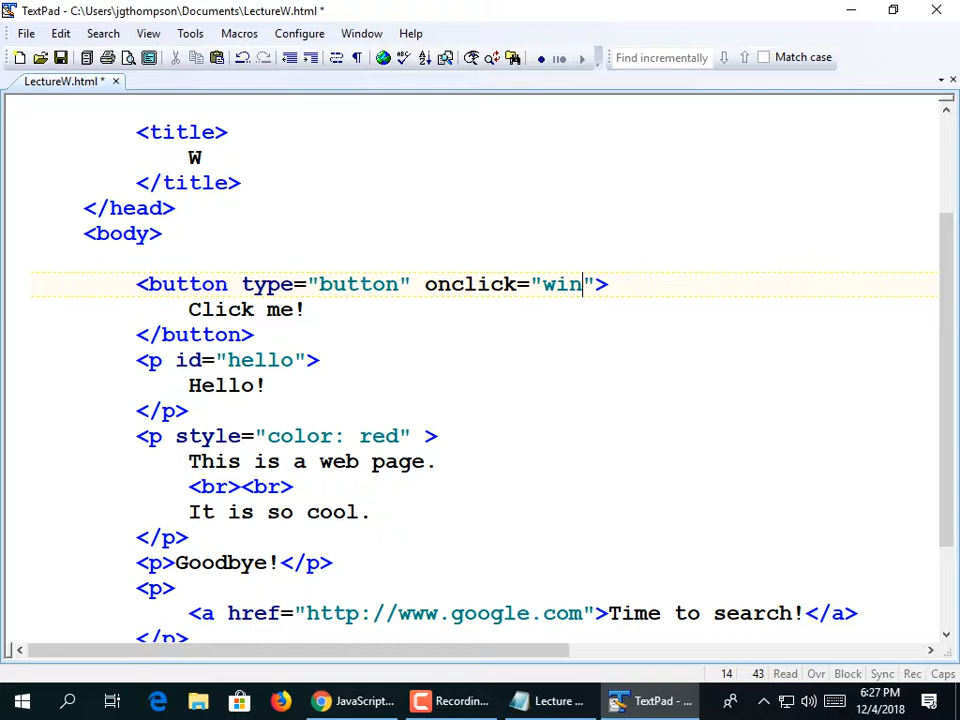 TextPad - C:\Users\jgthompson\Documents\LectureW.html *
File Edit Search View Tools Macros Configure Window Help
Find incrementally Match case
LectureW.html *
<title>
W
</title>
</head>
<body>
<button type="button" onclick="win">
Click me!
</button>
<p id="hello">
Hello!
</p>
<p style="color: red" >
This is a web page.
<br><br>
It is so cool.
</p>
<p>Goodbye!</p>
<p>
<a href="http://www.google.com">Time to search!</a>
</p>
14 43 Read Ovr Block Sync Rec Caps
JavaScript... Recording... Lecture ... TextPad - ... 6:27 PM
12/4/2018